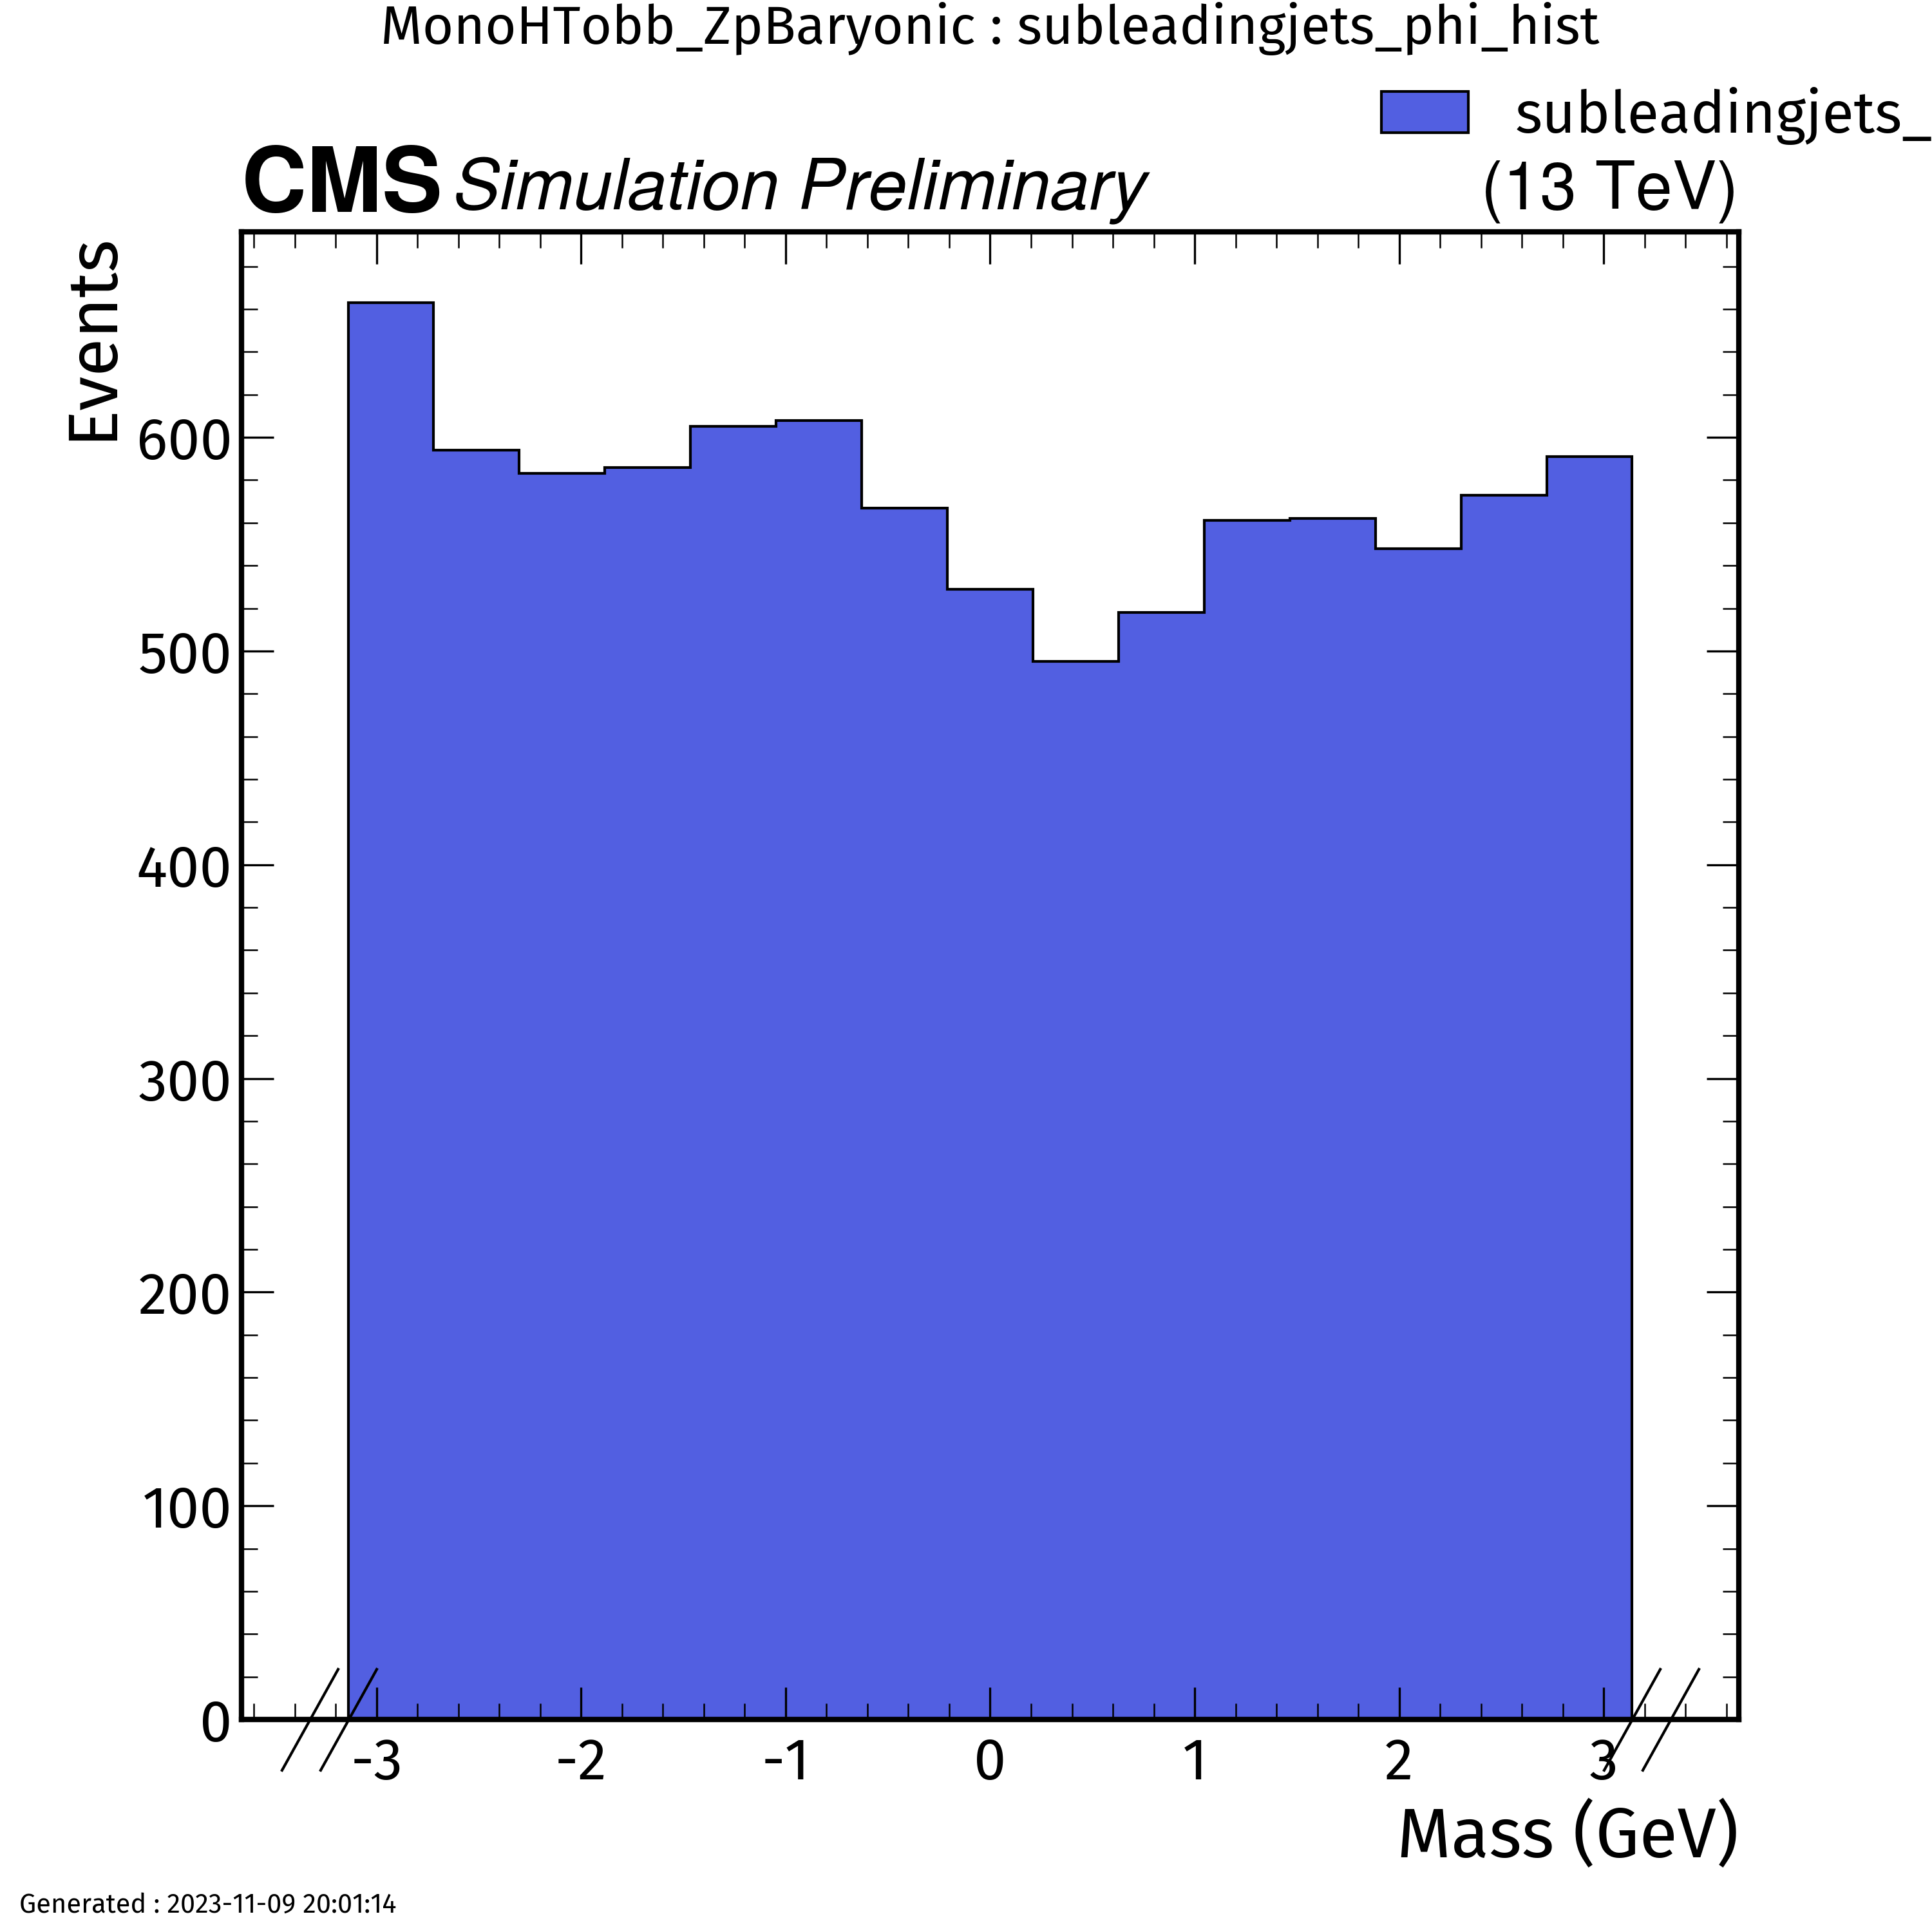 MonoHTobb_ZpBaryonic : subleadingjets_phi_hist
subleadingjets_
CMS Simulation Preliminary (13 TeV)
Events
600
500
400
300
200
100
0
-3 -2 -1 0 1 2 3
Mass (GeV)
Generated : 2023-11-09 20:01:14